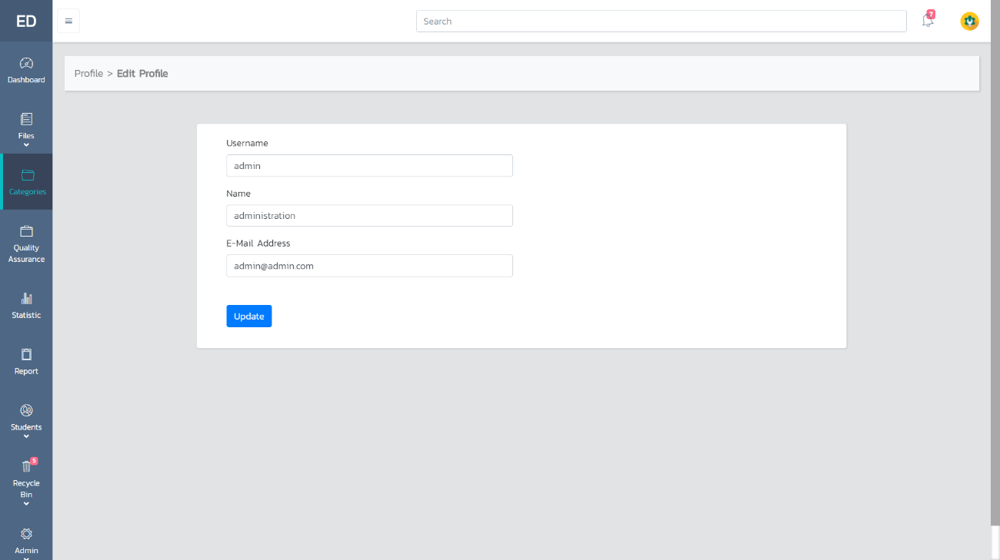 ED
Search
7
Dashboard
Files
Categories
Quality
Assurance
Statistic
Report
Students
5
Recycle
Bin
Admin
Profile > Edit Profile
Username
admin
Name
administration
E-Mail Address
admin@admin.com
Update